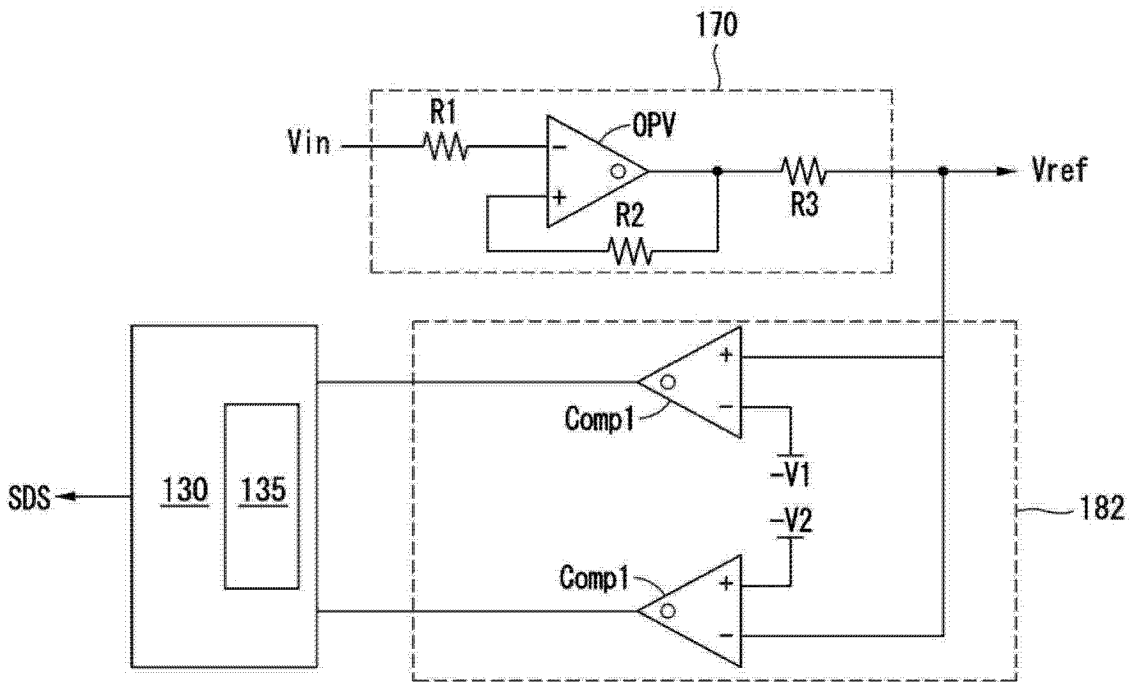 170
R1
OPV
Vin
−
+
R2
R3
Vref
+
−
Comp1
-V1
130
135
SDS
-V2
182
Comp1
+
−